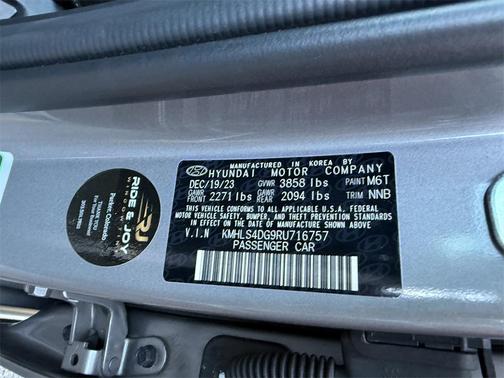 MANUFACTURED IN KOREA BY
HYUNDAI MOTOR COMPANY
DEC/19/23 GVWR 3858 lbs PAINT M6T
GAWR FRONT 2271 lbs GAWR REAR 2094 lbs TRIM NNB
THIS VEHICLE CONFORMS TO ALL APPLICABLE U.S. FEDERAL MOTOR
VEHICLE SAFETY, BUMPER, AND THEFT PREVENTION STANDARDS
IN EFFECT ON THE DATE OF MANUFACTURE SHOWN ABOVE.
V.I.N KMHLS4DG9RU716757
PASSENGER CAR
RIDE & JOY
RJ